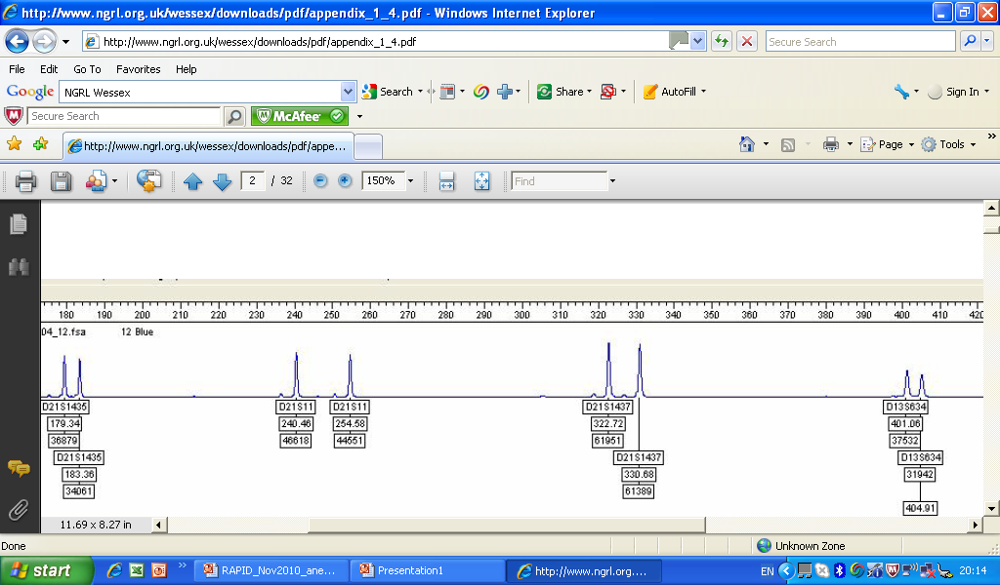 http://www.ngrl.org.uk/wessex/downloads/pdf/appendix_1_4.pdf - Windows Internet Explorer
http://www.ngrl.org.uk/wessex/downloads/pdf/appendix_1_4.pdf Secure Search
File Edit Go To Favorites Help
Google NGRL Wessex Search Share AutoFill Sign In
Secure Search McAfee
http://www.ngrl.org.uk/wessex/downloads/pdf/appe... Page Tools
2 / 32 150% Find
180 190 200 210 220 230 240 250 260 270 280 290 300 310 320 330 340 350 360 370 380 390 400 410 420
04_12.fsa 12 Blue
D21S1435 D21S11 D21S11 D21S1437 D13S634
179.34 240.46 254.58 322.72 401.06
36879 46618 44551 61951 37532
D21S1435 D21S1437 D13S634
183.36 330.68 31942
34061 61389
404.91
11.69 x 8.27 in
Done Unknown Zone
start RAPID_Nov2010_ane... Presentation1 http://www.ngrl.org.... EN 20:14